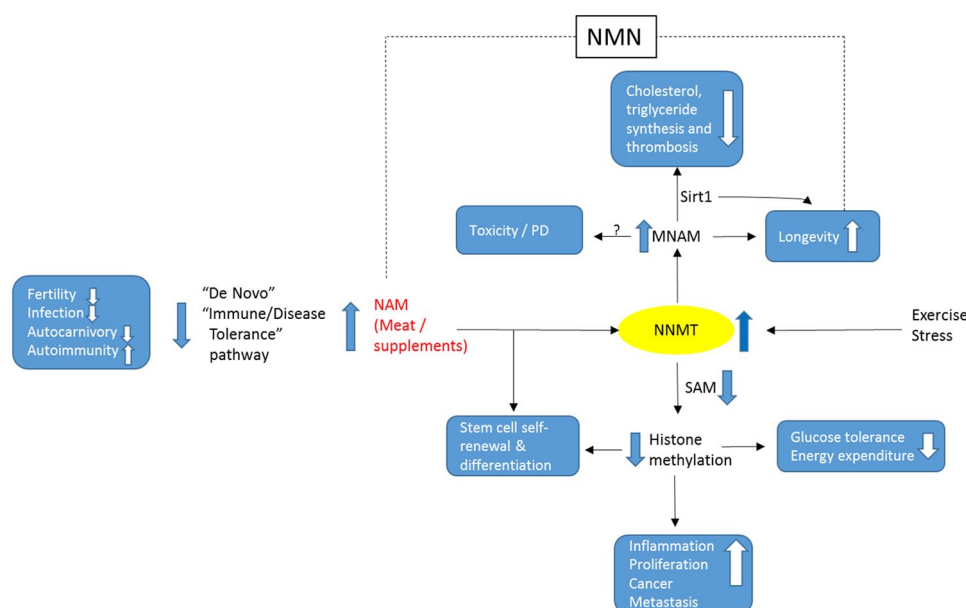 NMN
Cholesterol,
triglyceride
synthesis and
thrombosis
Sirt1
Toxicity / PD
?
MNAM
Longevity
Fertility
Infection
Autocarnivory
Autoimmunity
“De Novo”
“Immune/Disease
Tolerance”
pathway
NAM
(Meat /
supplements)
NNMT
Exercise
Stress
SAM
Stem cell self-
renewal &
differentiation
Histone
methylation
Glucose tolerance
Energy expenditure
Inflammation
Proliferation
Cancer
Metastasis